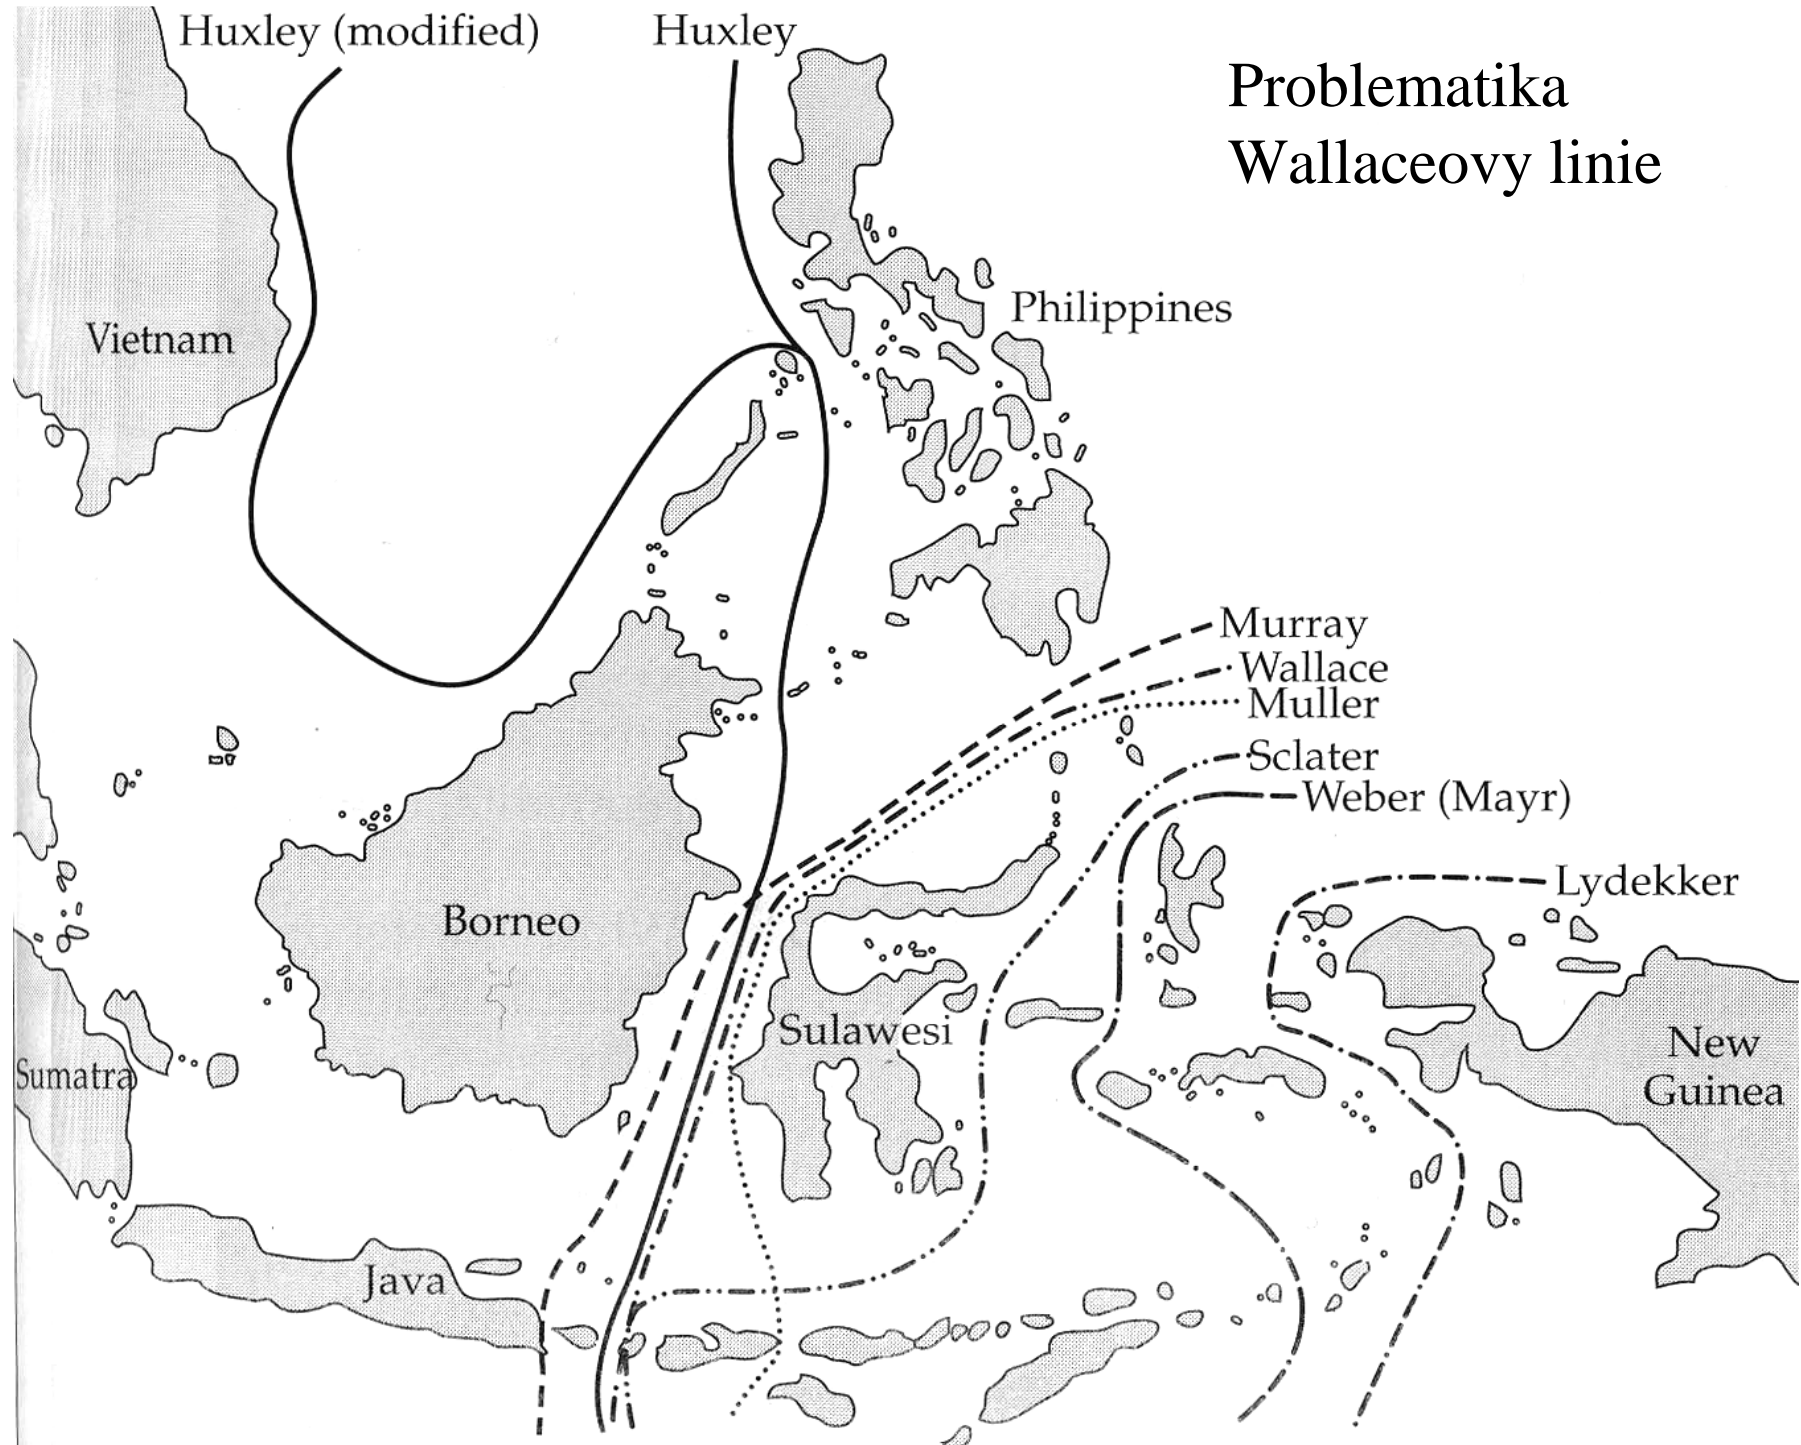 Huxley (modified)
Huxley
Problematika
Wallaceovy linie
Vietnam
Philippines
Murray
Wallace
Muller
Sclater
Weber (Mayr)
Lydekker
Borneo
Sulawesi
New
Guinea
Sumatra
Java